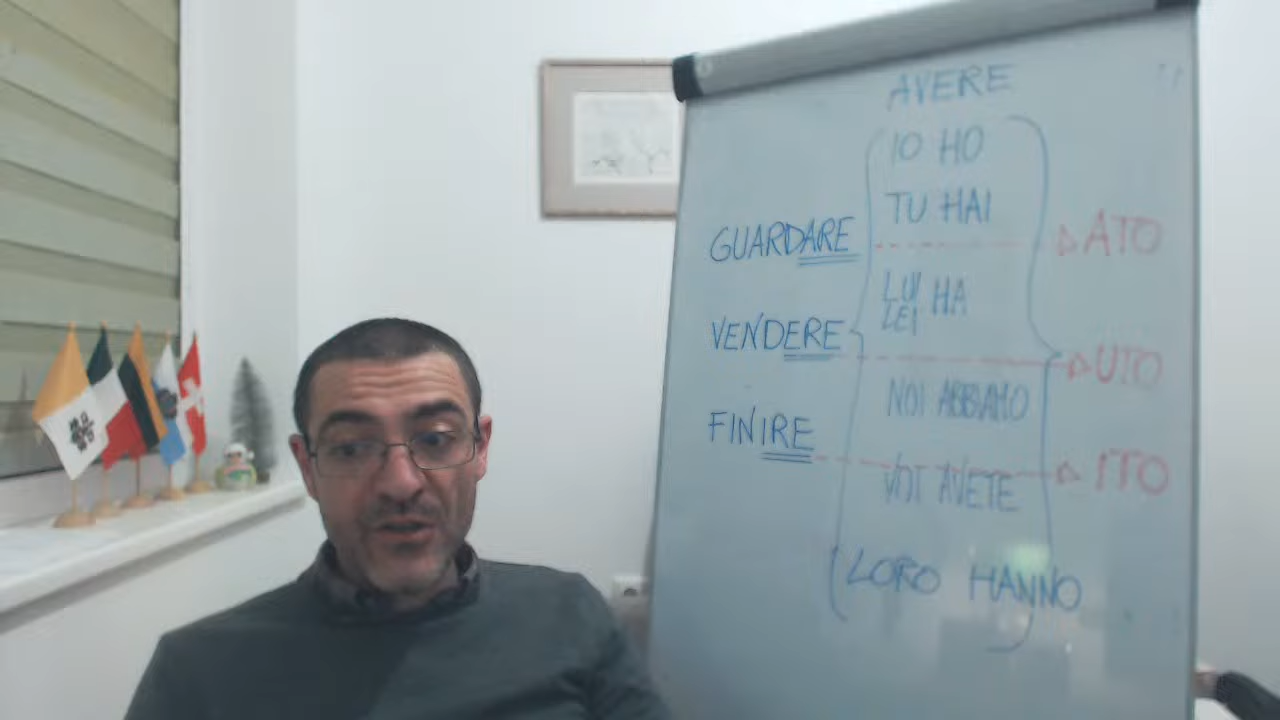 AVERE
IO HO
TU HAI
GUARDARE
ATO
LUI HA
LEI
VENDERE
UTO
NOI ABBIAMO
FINIRE
ITO
VOI AVETE
LORO HANNO